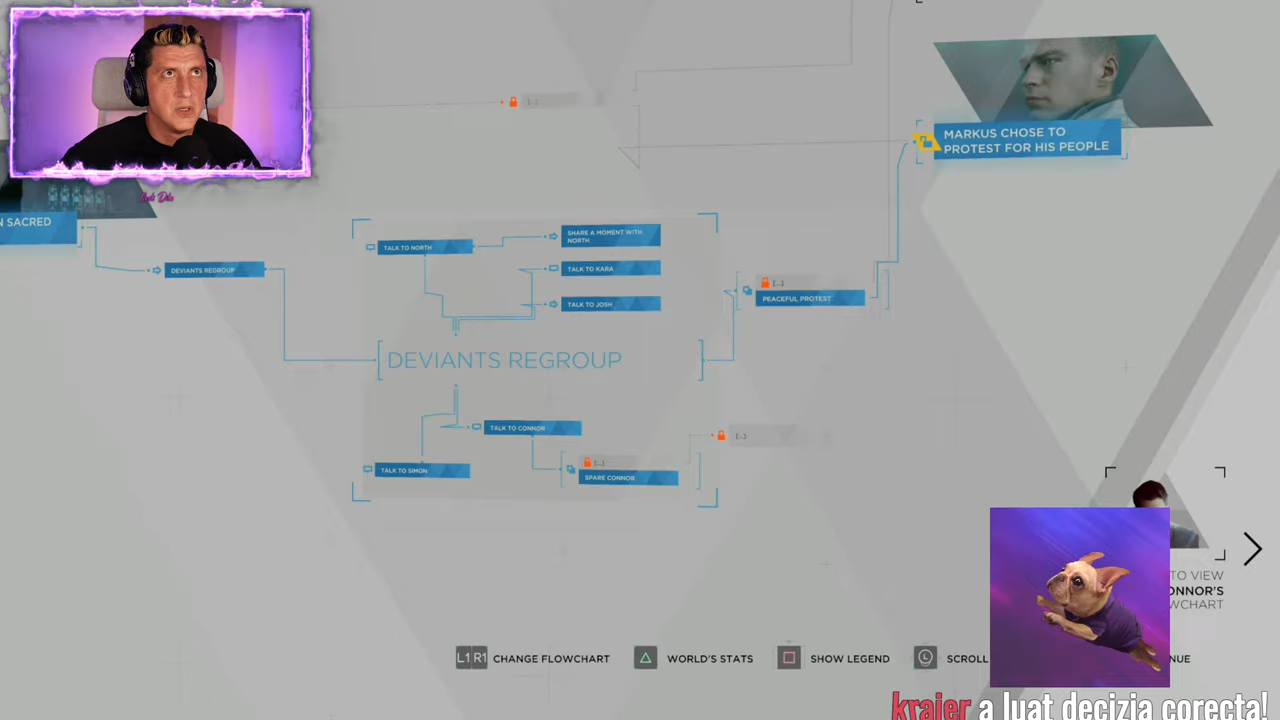 MARKUS CHOSE TO
PROTEST FOR HIS PEOPLE
N SACRED
DEVIANTS REGROUP
TALK TO NORTH
SHARE A MOMENT WITH
NORTH
TALK TO KARA
TALK TO JOSH
[...]
PEACEFUL PROTEST
DEVIANTS REGROUP
TALK TO CONNOR
TALK TO SIMON
[...]
SPARE CONNOR
[...]
[...]
TO VIEW
ONNOR'S
WCHART
L1 R1 CHANGE FLOWCHART
WORLD'S STATS
SHOW LEGEND
L SCROLL
NUE
kraier a luat decizia corecta!